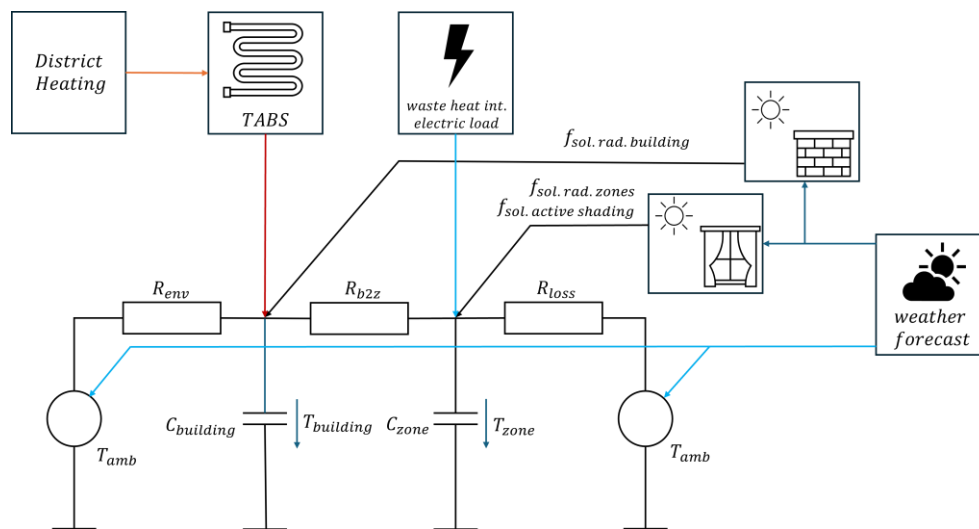 District
Heating
TABS
waste heat int.
electric load
f_sol. rad. building
f_sol. rad. zones
f_sol. active shading
weather
forecast
R_env
R_b2z
R_loss
T_amb
C_building
T_building
C_zone
T_zone
T_amb